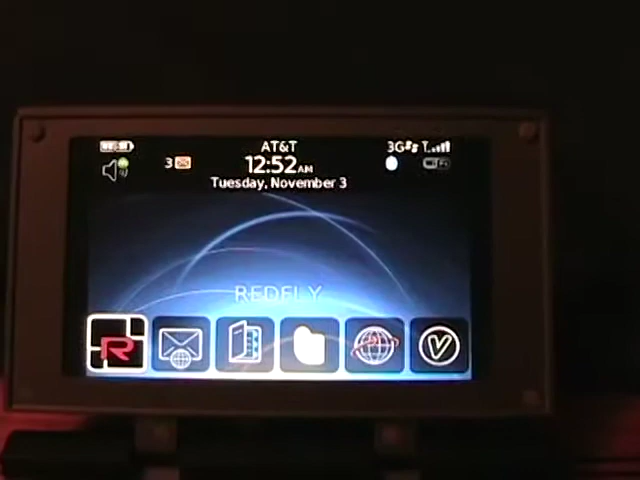 AT&T
3G
3
12:52AM
Tuesday, November 3
REDFLY
R
V